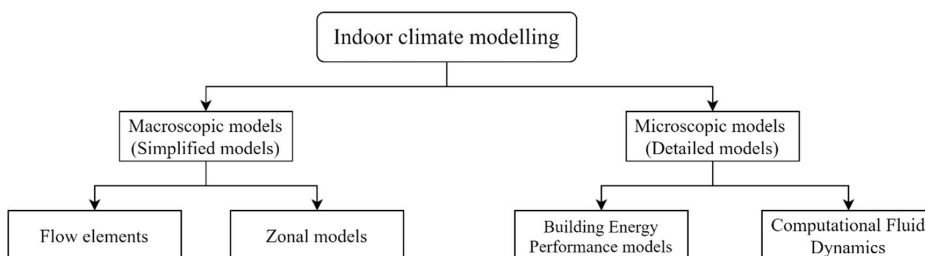 Indoor climate modelling
Macroscopic models
(Simplified models)
Microscopic models
(Detailed models)
Flow elements
Zonal models
Building Energy
Performance models
Computational Fluid
Dynamics